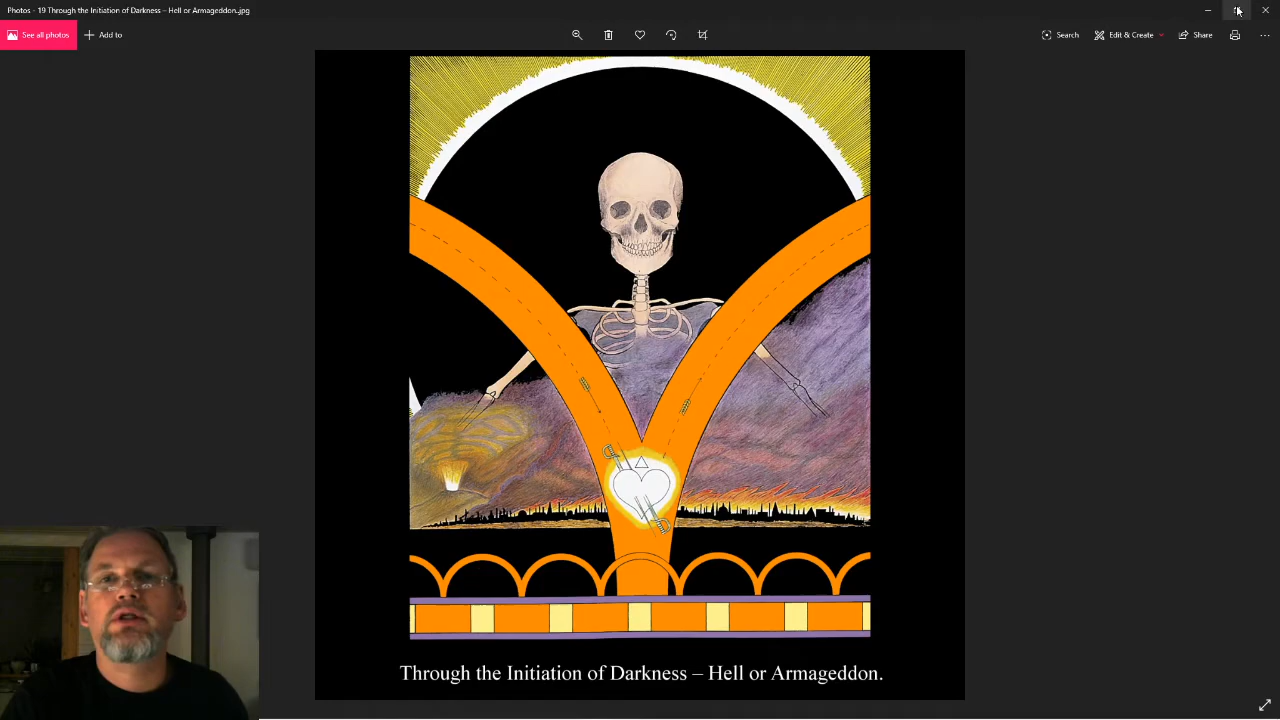 Photos - 19 Through the Initiation of Darkness – Hell or Armageddon..jpg
See all photos
Add to
Search
Edit & Create
Share
Through the Initiation of Darkness – Hell or Armageddon.